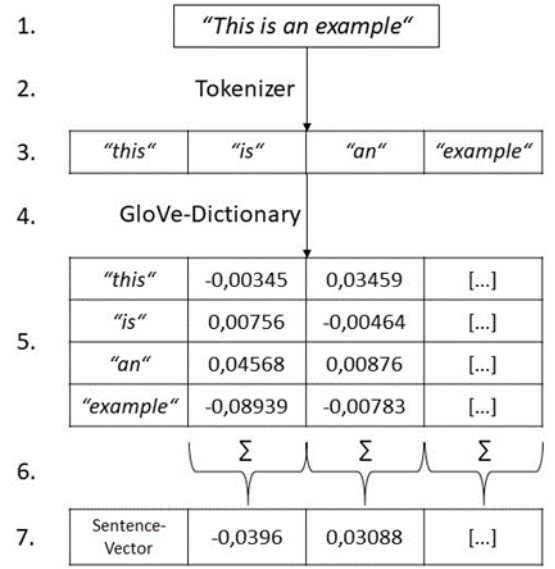 1. “This is an example“
2. Tokenizer
3. “this“ “is“ “an“ “example“
4. GloVe-Dictionary
“this“ -0,00345 0,03459 [...]
“is“ 0,00756 -0,00464 [...]
5.
“an“ 0,04568 0,00876 [...]
“example“ -0,08939 -0,00783 [...]
6. Σ Σ Σ
7. Sentence-
Vector -0,0396 0,03088 [...]